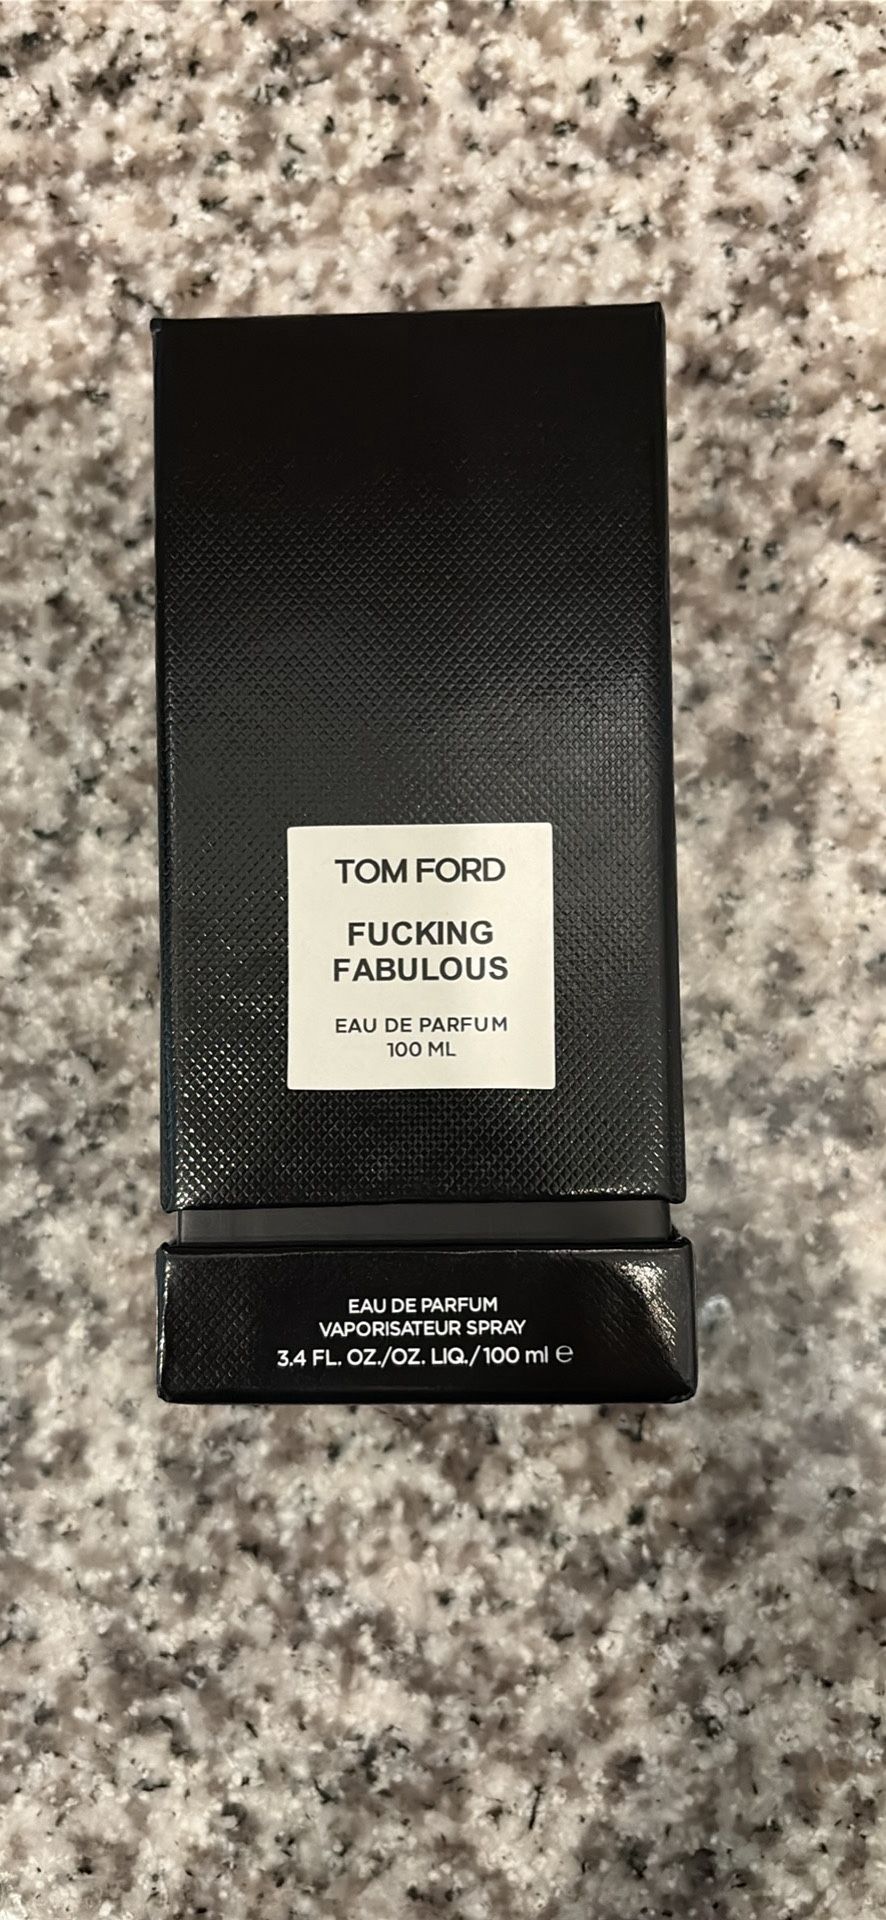 TOM FORD
FUCKING
FABULOUS
EAU DE PARFUM
100 ML
EAU DE PARFUM
VAPORISATEUR SPRAY
3.4 FL. OZ./OZ. LIQ./100 ml ℮